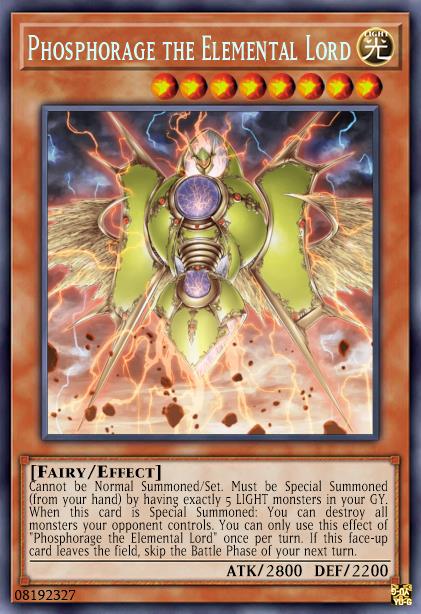 PHOSPHORAGE THE ELEMENTAL LORD
LIGHT
光
[FAIRY/EFFECT]
Cannot be Normal Summoned/Set. Must be Special Summoned
(from your hand) by having exactly 5 LIGHT monsters in your GY.
When this card is Special Summoned: You can destroy all
monsters your opponent controls. You can only use this effect of
"Phosphorage the Elemental Lord" once per turn. If this face-up
card leaves the field, skip the Battle Phase of your next turn.
ATK/2800 DEF/2200
08192327